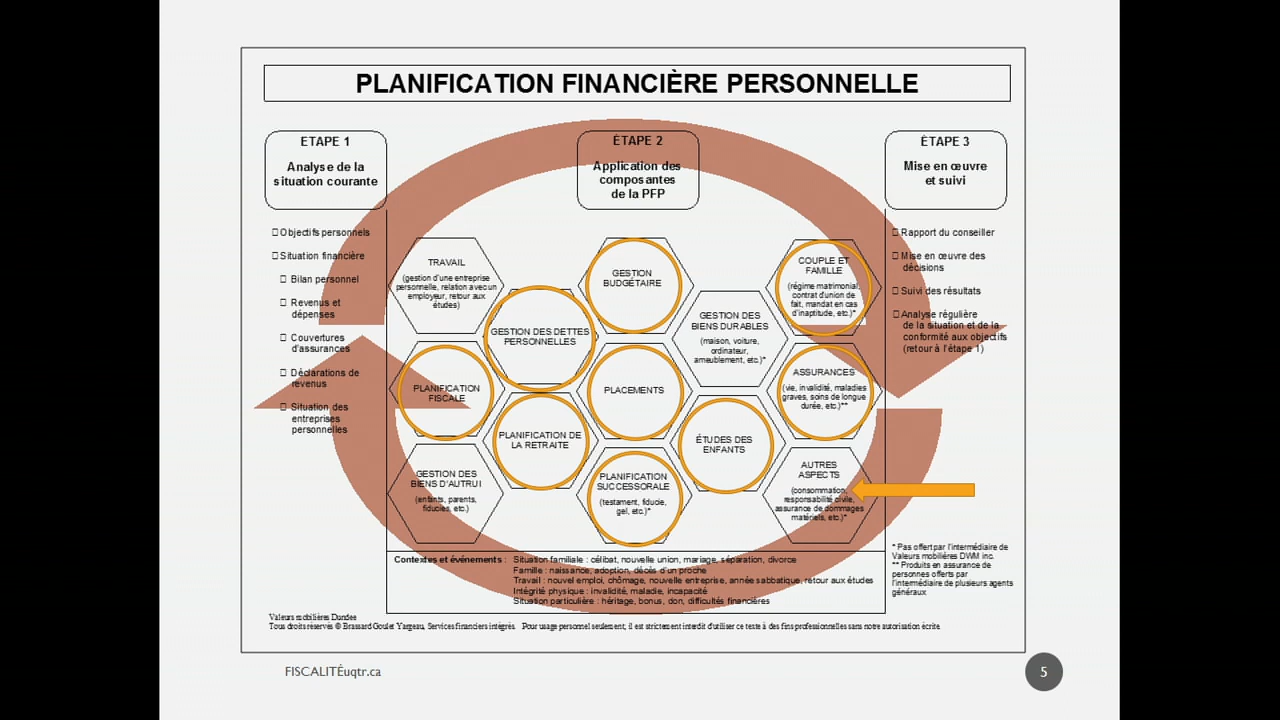 PLANIFICATION FINANCIÈRE PERSONNELLE
ETAPE 1
Analyse de la
situation courante
ÉTAPE 2
Application des
composantes
de la PFP
ÉTAPE 3
Mise en œuvre
et suivi
Objectifs personnels
Situation financière
Bilan personnel
Revenus et
dépenses
Couvertures
d'assurances
Déclarations de
revenus
Situation des
entreprises
personnelles
TRAVAIL
(gestion d'une entreprise
personnelle, relation avec un
employeur, retour aux
études)
GESTION DES DETTES
PERSONNELLES
GESTION
BUDGÉTAIRE
GESTION DES
BIENS DURABLES
(maison, voiture,
ordinateur,
ameublement, etc.)*
COUPLE ET
FAMILLE
(régime matrimonial,
contrat d'union de
fait, mandat en cas
d'inaptitude, etc.)*
PLANIFICATION
FISCALE
PLANIFICATION DE
LA RETRAITE
PLACEMENTS
ÉTUDES DES
ENFANTS
ASSURANCES
(vie, invalidité, maladies
graves, soins de longue
durée, etc.)**
GESTION DES
BIENS D'AUTRUI
(enfants, parents,
fiducies, etc.)
PLANIFICATION
SUCCESSORALE
(testament, fiducie,
gel, etc.)*
AUTRES
ASPECTS
(consommation,
responsabilité civile,
assurance de dommages
matériels, etc.)*
Rapport du conseiller
Mise en œuvre des
décisions
Suivi des résultats
Analyse régulière
de la situation et de la
conformité aux objectifs
(retour à l'étape 1)
Contextes et événements : Situation familiale : célibat, nouvelle union, mariage, séparation, divorce
Famille : naissance, adoption, décès d'un proche
Travail : nouvel emploi, chômage, nouvelle entreprise, année sabbatique, retour aux études
Intégrité physique : invalidité, maladie, incapacité
Situation particulière : héritage, bonus, don, difficultés financières
* Pas offert par l'intermédiaire de
Valeurs mobilières DWM inc.
** Produits en assurance de
personnes offerts par
l'intermédiaire de plusieurs agents
généraux
Valeurs mobilières Dundee
Tous droits réservés © Brassard Goulet Yargeau, Services financiers intégrés. Pour usage personnel seulement, il est strictement interdit d'utiliser ce texte à des fins professionnelles sans notre autorisation écrite.
FISCALITÉuqtr.ca
5